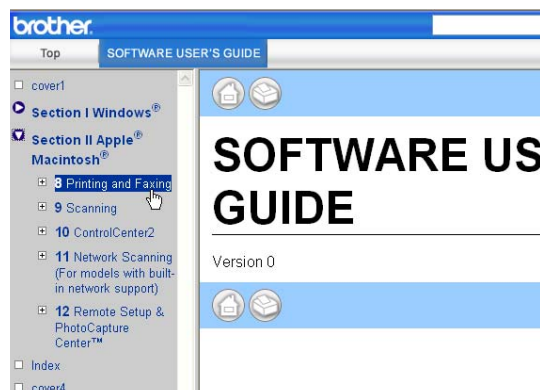 brother.
Top
SOFTWARE USER'S GUIDE
cover1
Section I Windows®
Section II Apple®
Macintosh®
8 Printing and Faxing
9 Scanning
10 ControlCenter2
11 Network Scanning
(For models with built-
in network support)
12 Remote Setup &
PhotoCapture
Center™
Index
cover4
SOFTWARE US
GUIDE
Version 0